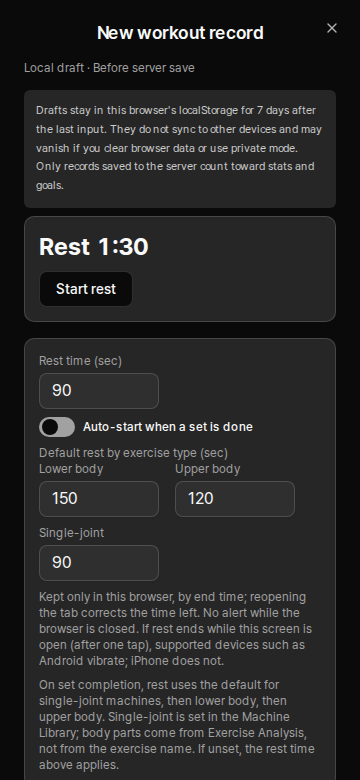 New workout record
×
Local draft · Before server save
Drafts stay in this browser's localStorage for 7 days after
the last input. They do not sync to other devices and may
vanish if you clear browser data or use private mode.
Only records saved to the server count toward stats and
goals.
Rest 1:30
Start rest
Rest time (sec)
90
Auto-start when a set is done
Default rest by exercise type (sec)
Lower body
Upper body
150
120
Single-joint
90
Kept only in this browser, by end time; reopening
the tab corrects the time left. No alert while the
browser is closed. If rest ends while this screen is
open (after one tap), supported devices such as
Android vibrate; iPhone does not.
On set completion, rest uses the default for
single-joint machines, then lower body, then
upper body. Single-joint is set in the Machine
Library; body parts come from Exercise Analysis,
not from the exercise name. If unset, the rest time
above applies.